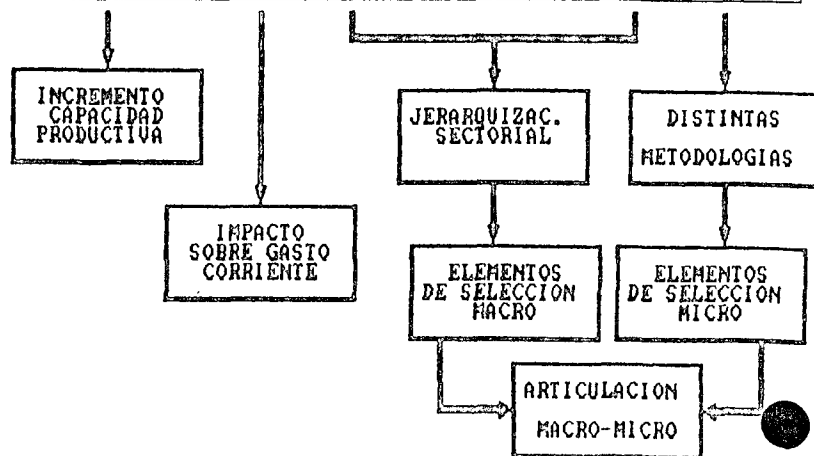 INCREMENTO
CAPACIDAD
PRODUCTIVA
IMPACTO
SOBRE GASTO
CORRIENTE
JERARQUIZAC.
SECTORIAL
DISTINTAS
METODOLOGIAS
ELEMENTOS
DE SELECCION
MACRO
ELEMENTOS
DE SELECCION
MICRO
ARTICULACION
MACRO-MICRO